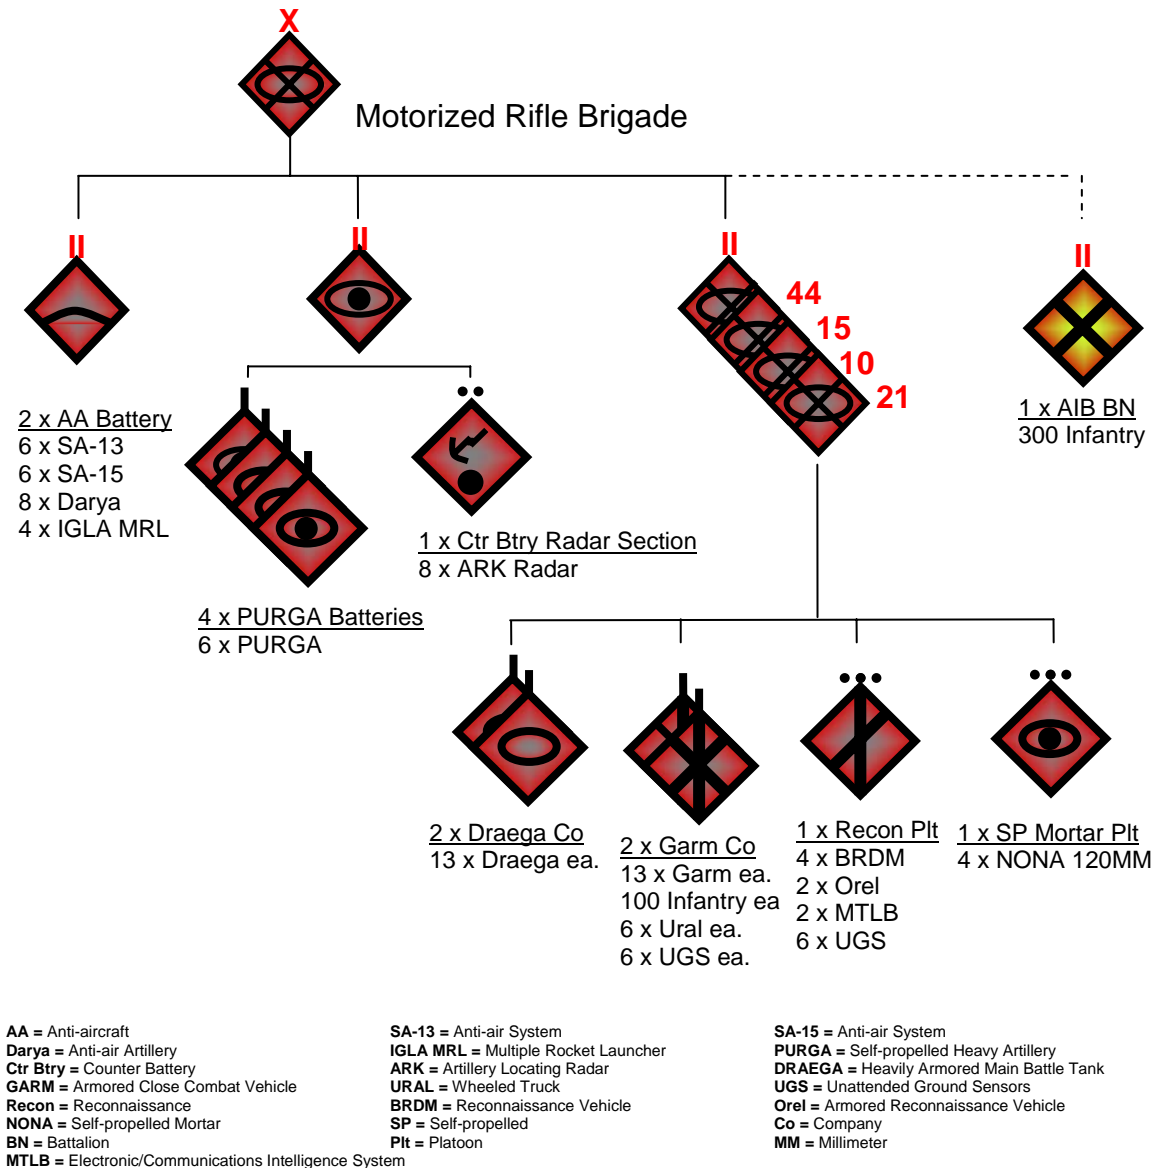 X
Motorized Rifle Brigade
II
II
II
II
44
15
10
21
2 x AA Battery
6 x SA-13
6 x SA-15
8 x Darya
4 x IGLA MRL
1 x AIB BN
300 Infantry
1 x Ctr Btry Radar Section
8 x ARK Radar
4 x PURGA Batteries
6 x PURGA
2 x Draega Co
13 x Draega ea.
2 x Garm Co
13 x Garm ea.
100 Infantry ea
6 x Ural ea.
6 x UGS ea.
1 x Recon Plt
4 x BRDM
2 x Orel
2 x MTLB
6 x UGS
1 x SP Mortar Plt
4 x NONA 120MM
AA = Anti-aircraft
Darya = Anti-air Artillery
Ctr Btry = Counter Battery
GARM = Armored Close Combat Vehicle
Recon = Reconnaissance
NONA = Self-propelled Mortar
BN = Battalion
MTLB = Electronic/Communications Intelligence System
SA-13 = Anti-air System
IGLA MRL = Multiple Rocket Launcher
ARK = Artillery Locating Radar
URAL = Wheeled Truck
BRDM = Reconnaissance Vehicle
SP = Self-propelled
Plt = Platoon
SA-15 = Anti-air System
PURGA = Self-propelled Heavy Artillery
DRAEGA = Heavily Armored Main Battle Tank
UGS = Unattended Ground Sensors
Orel = Armored Reconnaissance Vehicle
Co = Company
MM = Millimeter